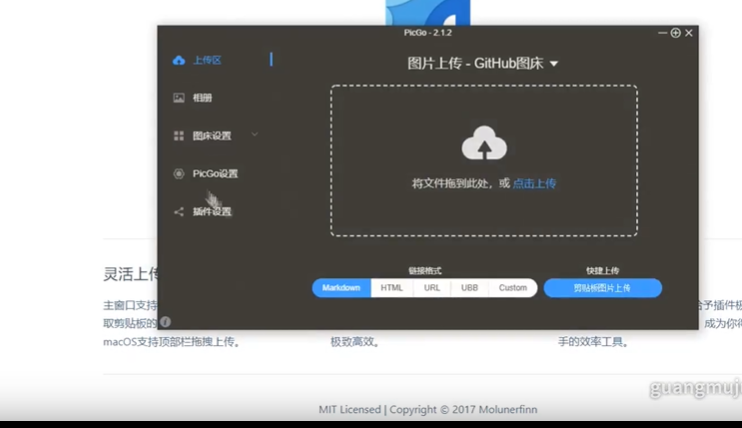 PicGo - 2.1.2
上传区
图片上传 - GitHub图床
相册
图床设置
PicGo设置
将文件拖到此处，或 点击上传
插件设置
链接格式
快捷上传
Markdown HTML URL UBB Custom
剪贴板图片上传
灵活上传
主窗口支持
取剪贴板的
macOS支持顶部栏拖拽上传。
极致高效。
给予插件极
成为你得
手的效率工具。
guangmuju
MIT Licensed | Copyright © 2017 Molunerfinn